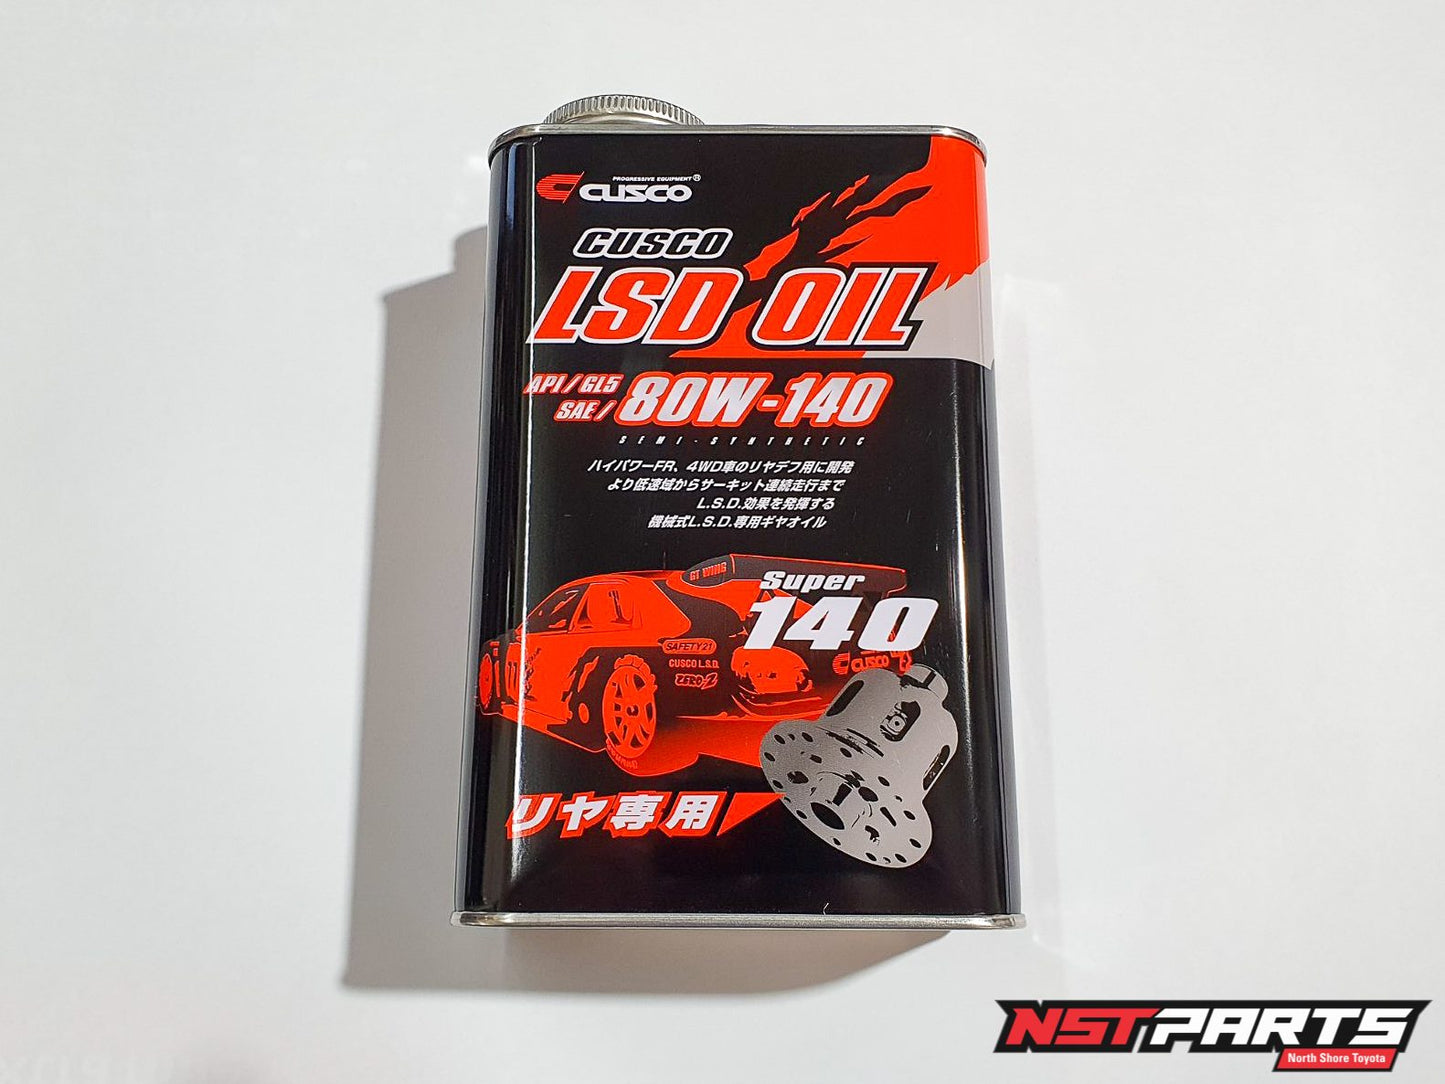 PROGRESSIVE EQUIPMENT
CUSCO®
CUSCO
LSD OIL
API/GL5
SAE/ 80W-140
SEMI-SYNTHETIC
ハイパワーFR、4WD車のリヤデフ用に開発
より低速域からサーキット連続走行まで
L.S.D.効果を発揮する
機械式L.S.D.専用ギヤオイル
GT WING
Super
140
SAFETY21
CUSCO L.S.D.
ZERO-2
CUSCO
リヤ専用
NST PARTS
North Shore Toyota